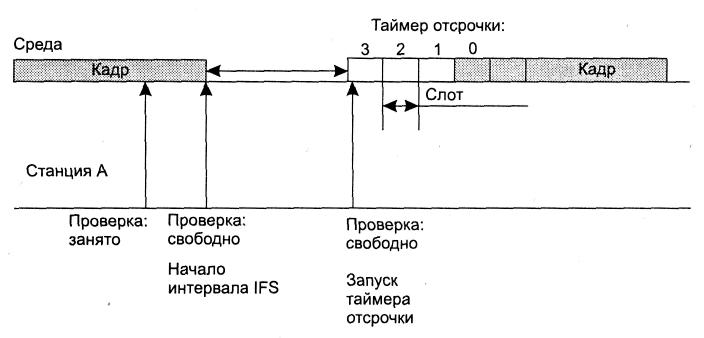 Таймер отсрочки:
Среда
3 2 1 0
Кадр
Кадр
Слот
Станция А
Проверка:
занято
Проверка:
свободно
Начало
интервала IFS
Проверка:
свободно
Запуск
таймера
отсрочки